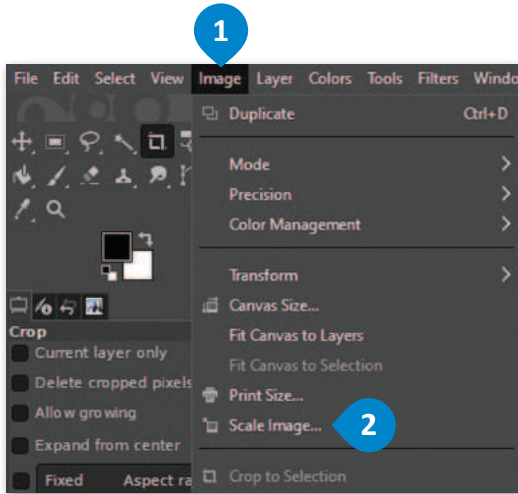 1
File Edit Select View Image Layer Colors Tools Filters
Duplicate Ctrl+D
Mode
Precision
Color Management
Transform
Canvas Size...
Fit Canvas to Layers
Fit Canvas to Selection
Print Size...
Scale Image... 2
Crop to Selection
Crop
Current layer only
Delete cropped pixels
Allow growing
Expand from center
Fixed Aspect